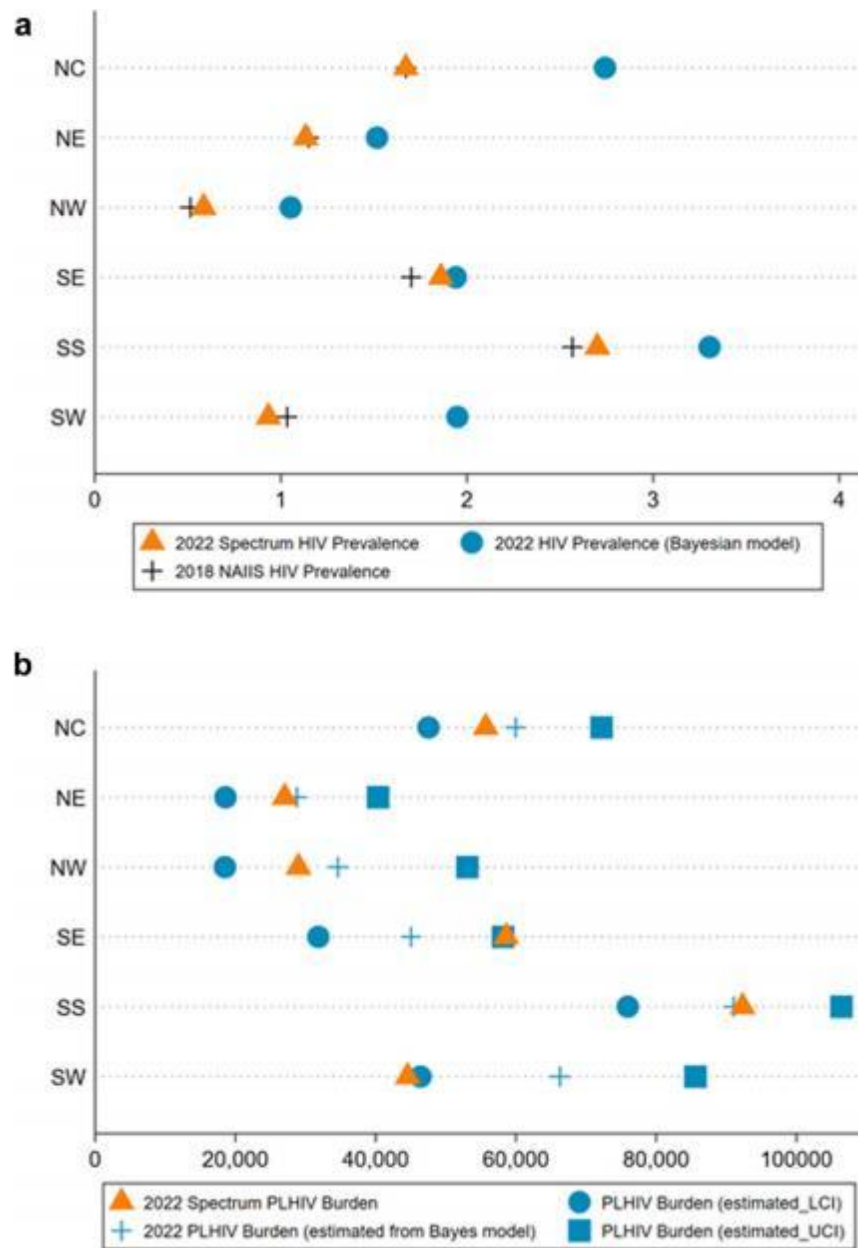 a
NC
NE
NW
SE
SS
SW
0 1 2 3 4
2022 Spectrum HIV Prevalence 2022 HIV Prevalence (Bayesian model)
2018 NAIIS HIV Prevalence
b
NC
NE
NW
SE
SS
SW
0 20,000 40,000 60,000 80,000 100000
2022 Spectrum PLHIV Burden PLHIV Burden (estimated_LCI)
2022 PLHIV Burden (estimated from Bayes model) PLHIV Burden (estimated_UCI)